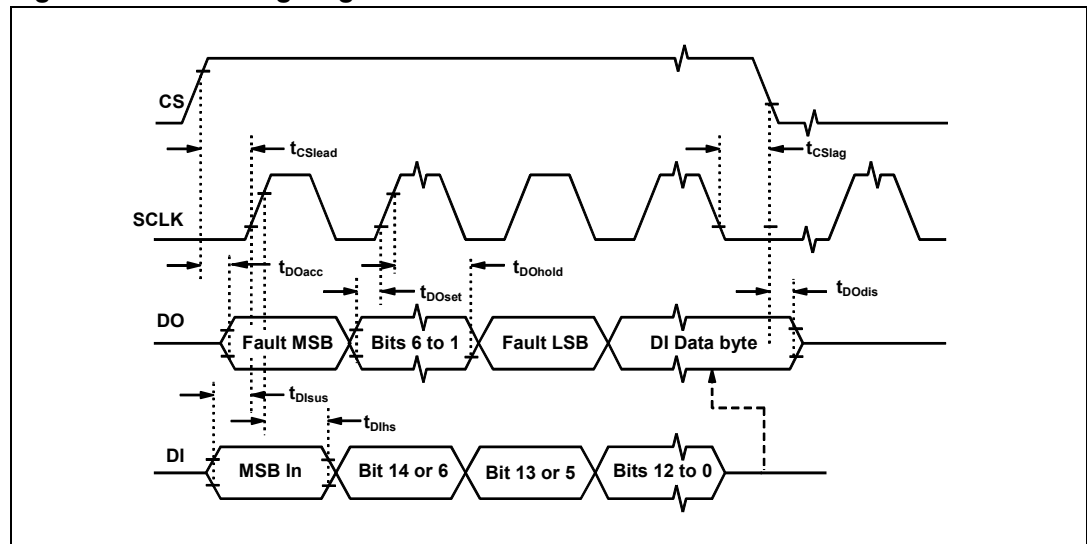 CS
tCSlead
tCSlag
SCLK
tDOacc
tDOset
tDOhold
tDOdis
DO
Fault MSB
Bits 6 to 1
Fault LSB
DI Data byte
tDIsus
tDIhs
DI
MSB In
Bit 14 or 6
Bit 13 or 5
Bits 12 to 0